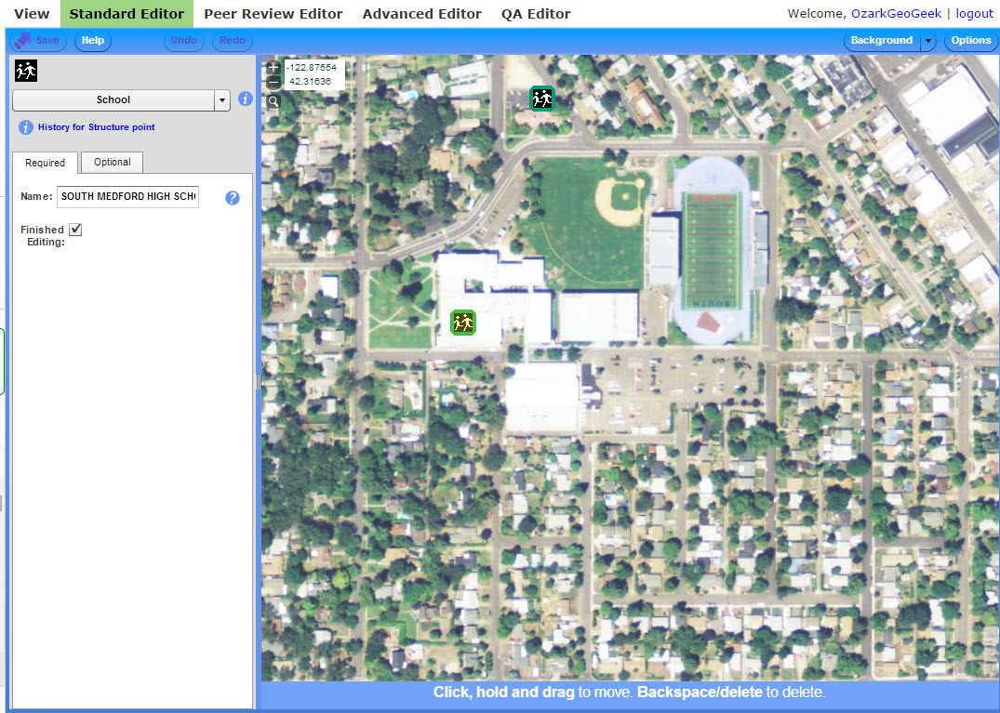 View Standard Editor Peer Review Editor Advanced Editor QA Editor Welcome, OzarkGeoGeek | logout
Save Help Undo Redo Background Options
-122.87554
42.31636
School
History for Structure point
Required Optional
Name: SOUTH MEDFORD HIGH SCH
Finished
Editing:
NORTH
SOUTH
Click, hold and drag to move. Backspace/delete to delete.